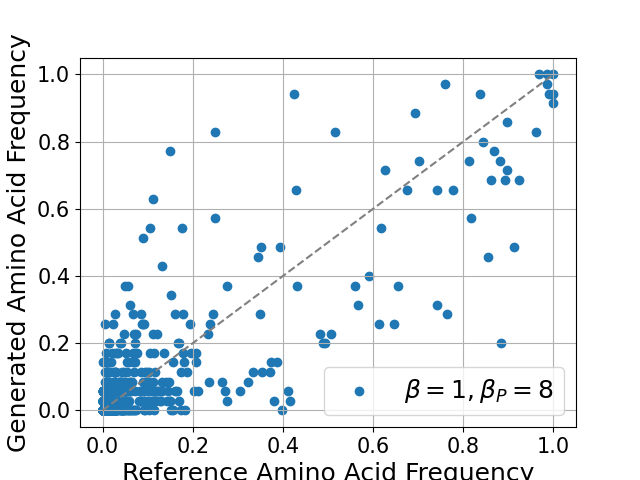 Generated Amino Acid Frequency
1.0
0.8
0.6
0.4
0.2
0.0
β = 1, β_P = 8
0.0 0.2 0.4 0.6 0.8 1.0
Reference Amino Acid Frequency